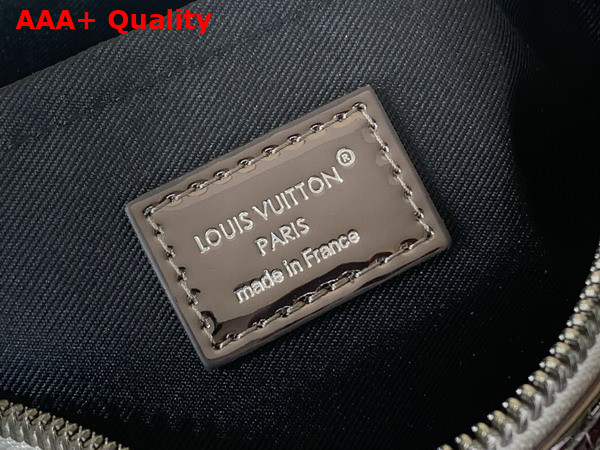 AAA+ Quality
LOUIS VUITTON®
PARIS
made in France